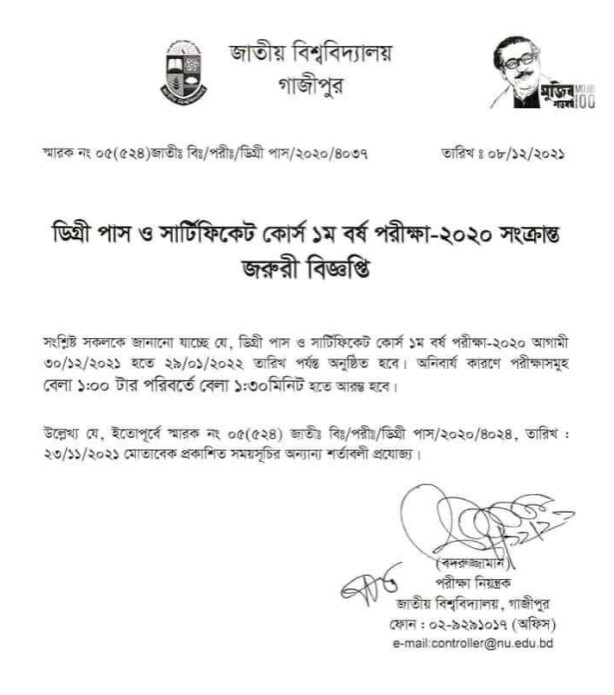 জাতীয় বিশ্ববিদ্যালয়
গাজীপুর
মুজিব
শতবর্ষ
100
স্মারক নং ০৫(৫২৪)জাতীঃ বিঃ/পরীঃ/ডিগ্রী পাস/২০২০/৪০৩৭ তারিখ ঃ ০৮/১২/২০২১
ডিগ্রী পাস ও সার্টিফিকেট কোর্স ১ম বর্ষ পরীক্ষা-২০২০ সংক্রান্ত
জরুরী বিজ্ঞপ্তি
সংশ্লিষ্ট সকলকে জানানো যাচ্ছে যে, ডিগ্রী পাস ও সার্টিফিকেট কোর্স ১ম বর্ষ পরীক্ষা-২০২০ আগামী
৩০/১২/২০২১ হতে ২৯/০১/২০২২ তারিখ পর্যন্ত অনুষ্ঠিত হবে। অনিবার্য কারণে পরীক্ষাসমুহ
বেলা ১:০০ টার পরিবর্তে বেলা ১:৩০মিনিট হতে আরম্ভ হবে।
উল্লেখ্য যে, ইতোপূর্বে স্মারক নং ০৫(৫২৪) জাতীঃ বিঃ/পরীঃ/ডিগ্রী পাস/২০২০/৪০২৪, তারিখ :
২৩/১১/২০২১ মোতাবেক প্রকাশিত সময়সূচির অন্যান্য শর্তাবলী প্রযোজ্য।
(বদরুজ্জামান)
পরীক্ষা নিয়ন্ত্রক
জাতীয় বিশ্ববিদ্যালয়, গাজীপুর
ফোন : ০২-৯২৯১০১৭ (অফিস)
e-mail:controller@nu.edu.bd